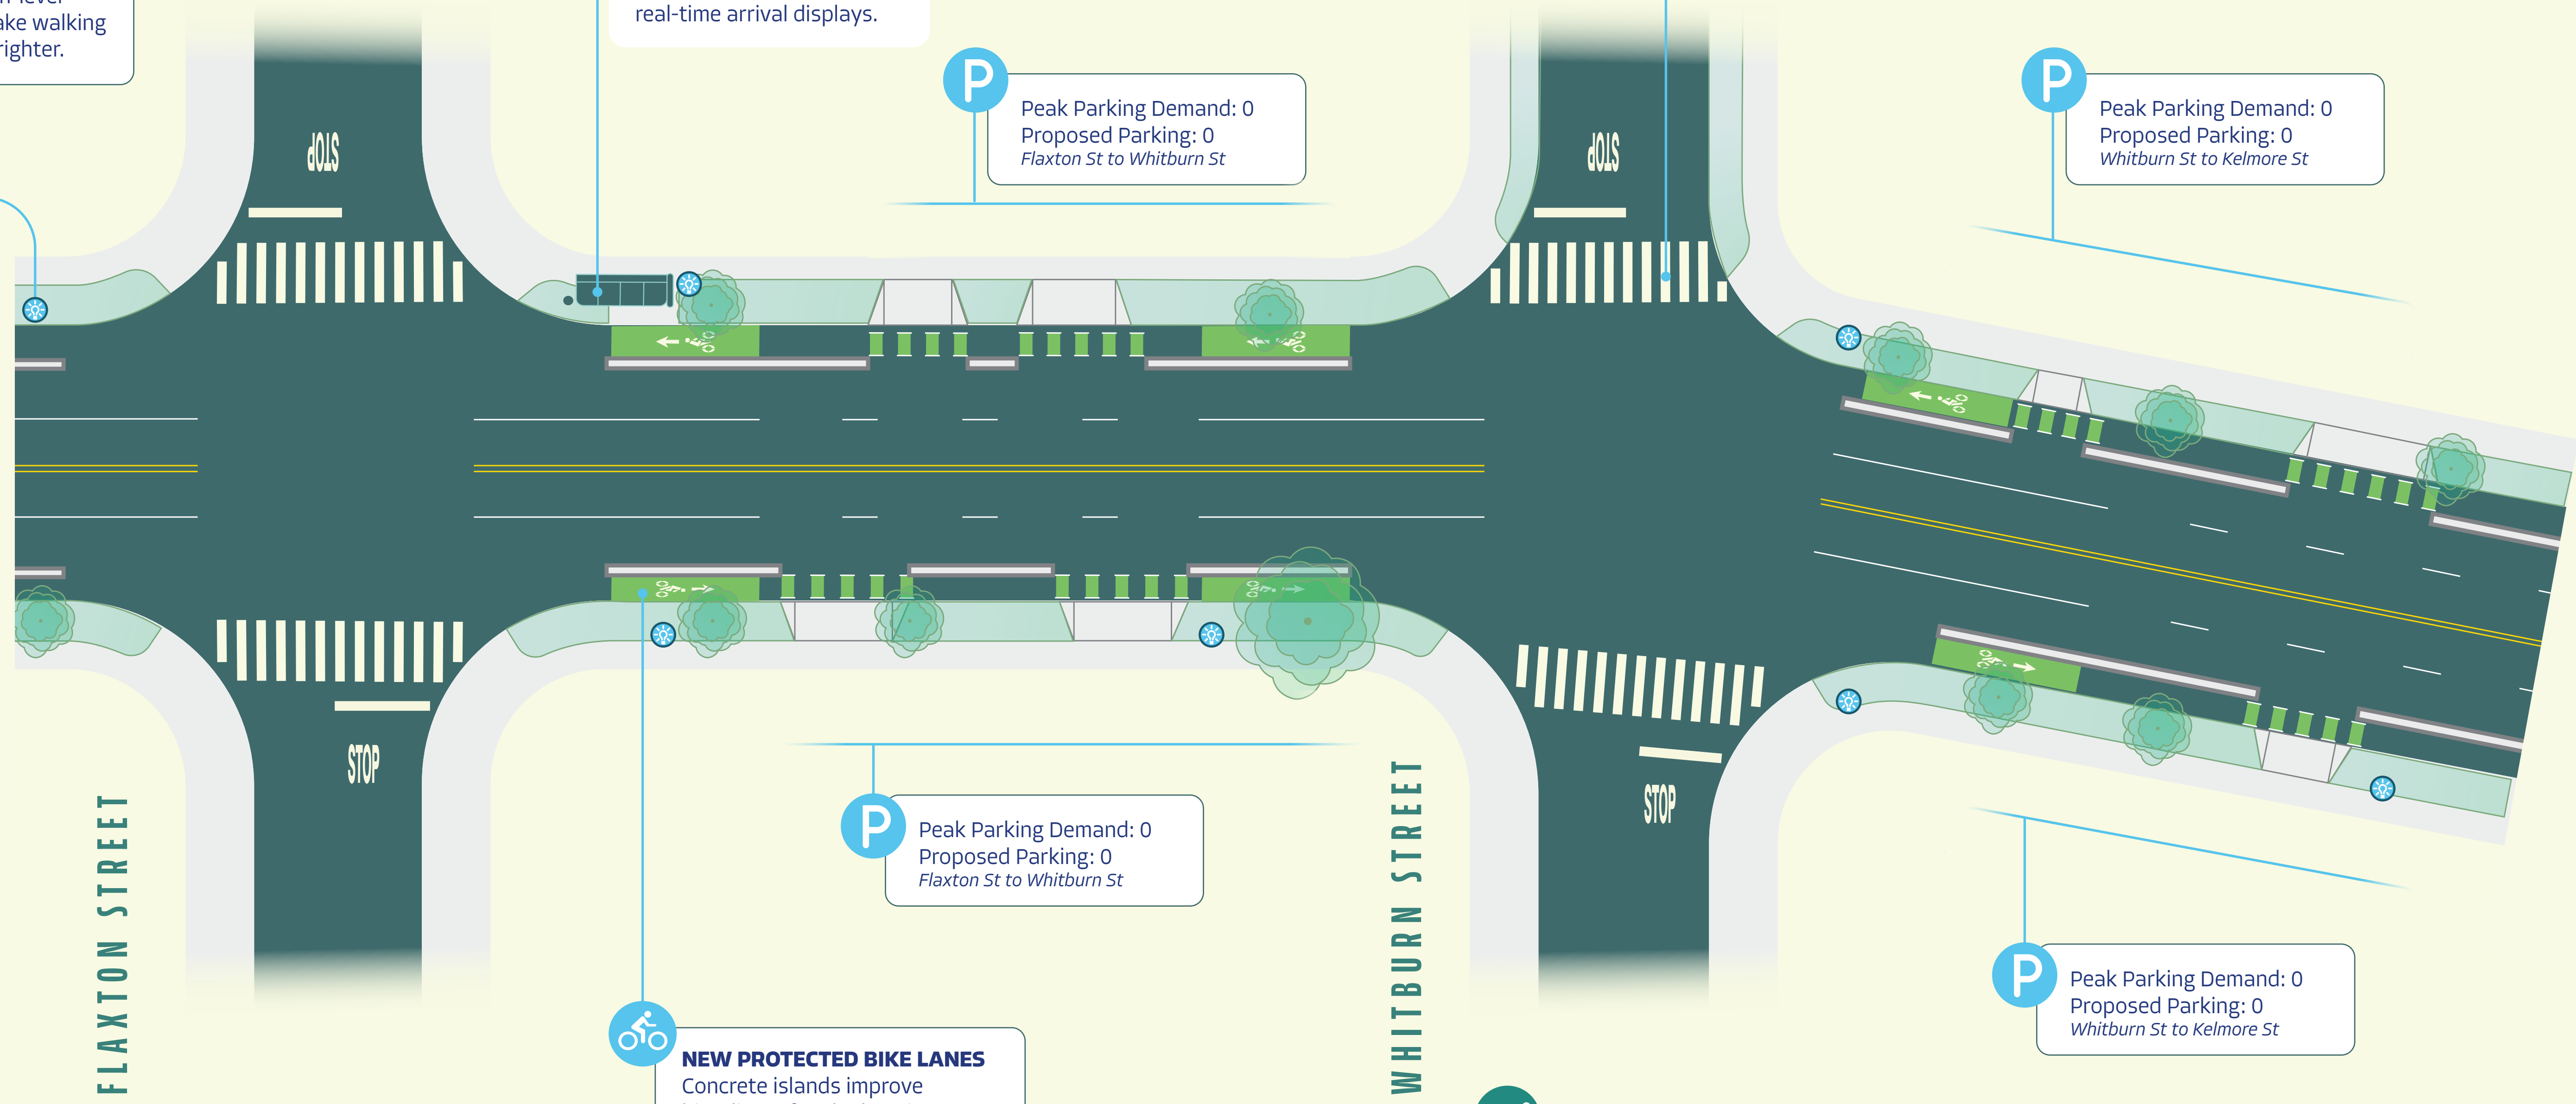 ake walking
righter.
real-time arrival displays.
P
Peak Parking Demand: 0
Proposed Parking: 0
Flaxton St to Whitburn St
P
Peak Parking Demand: 0
Proposed Parking: 0
Whitburn St to Kelmore St
STOP
STOP
STOP
STOP
P
Peak Parking Demand: 0
Proposed Parking: 0
Flaxton St to Whitburn St
P
Peak Parking Demand: 0
Proposed Parking: 0
Whitburn St to Kelmore St
FLAXTON STREET
WHITBURN STREET
NEW PROTECTED BIKE LANES
Concrete islands improve